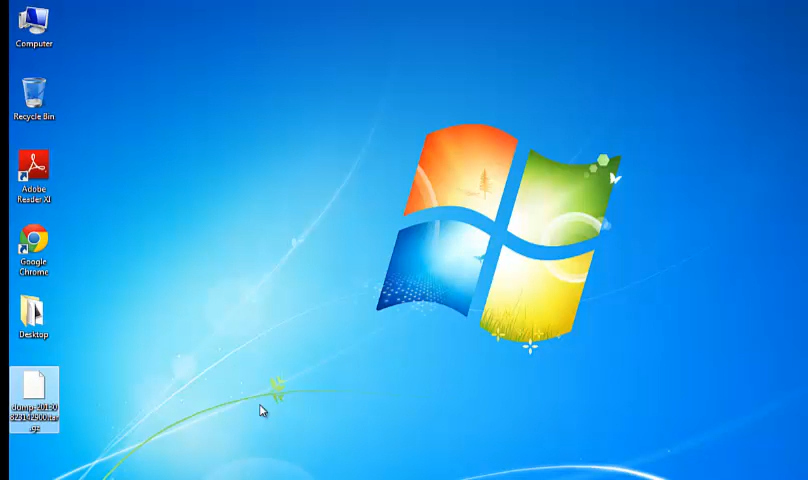 Computer
Recycle Bin
Adobe
Reader XI
Google
Chrome
Desktop